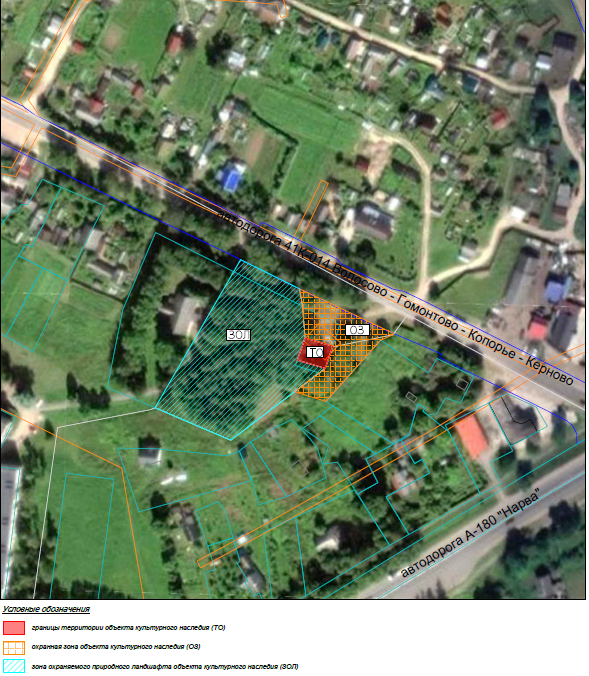 автодорога 41К-014 Волосово - Гомонтово - Копорье - Керново
ЗОЛ
ОЗ
ТО
автодорога А-180 "Нарва"
Условные обозначения
границы территории объекта культурного наследия (ТО)
охранная зона объекта культурного наследия (ОЗ)
зона охраняемого природного ландшафта объекта культурного наследия (ЗОЛ)